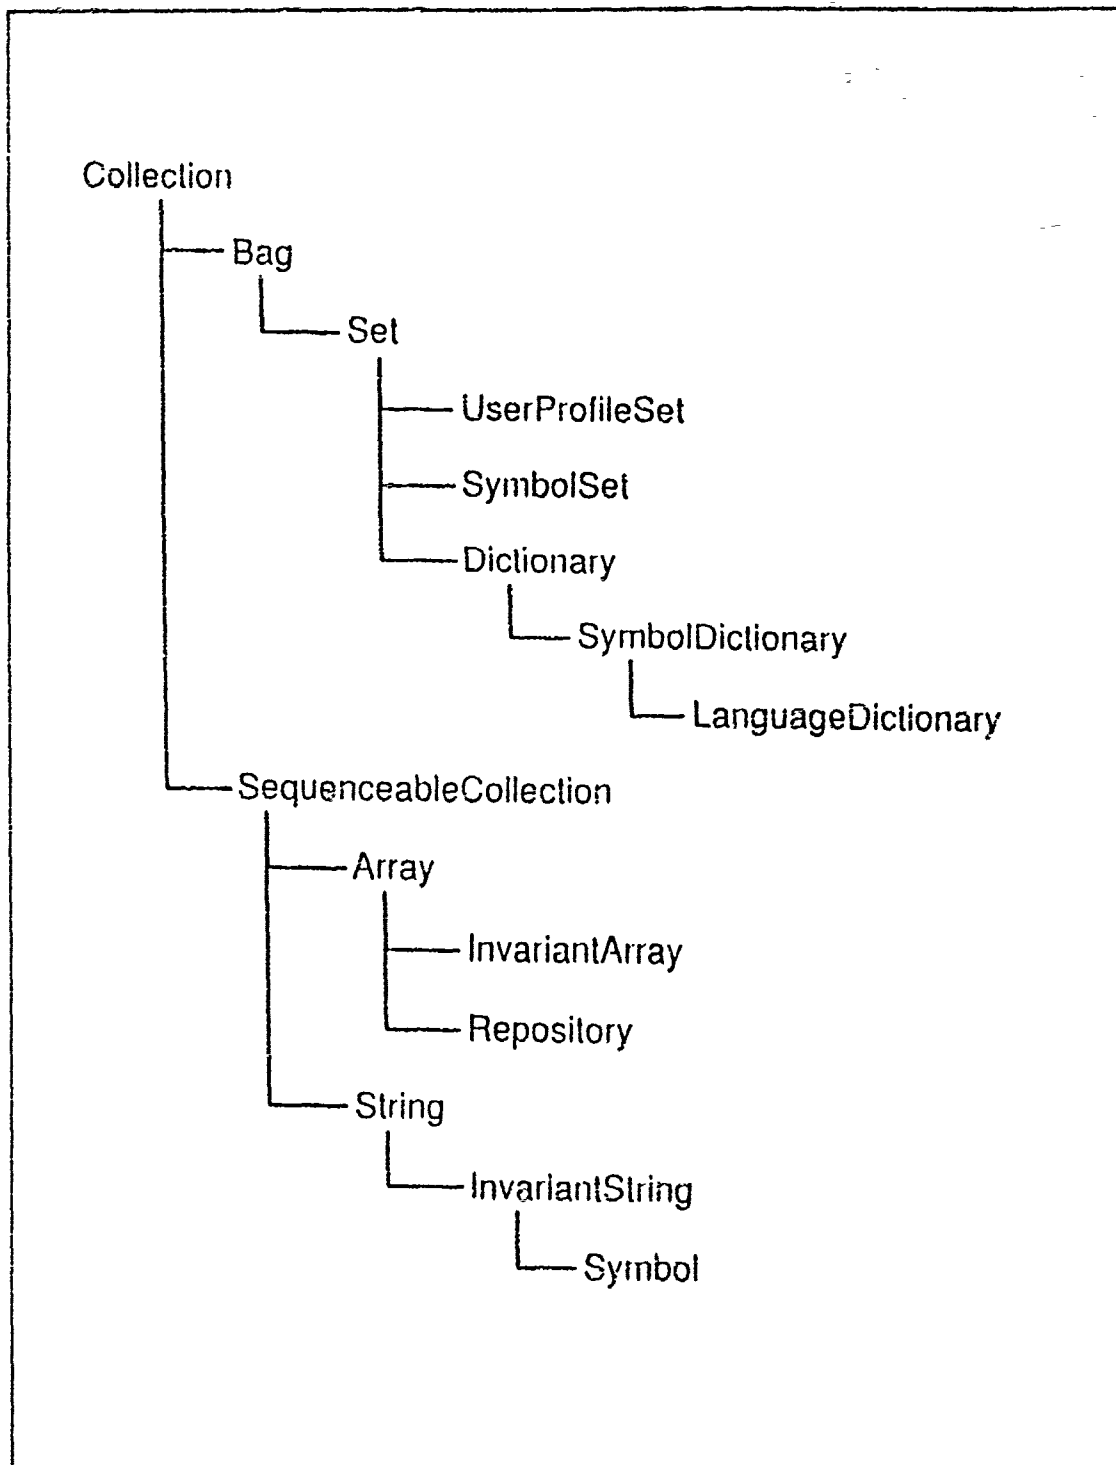 Collection
Bag
Set
UserProfileSet
SymbolSet
Dictionary
SymbolDictionary
LanguageDictionary
SequenceableCollection
Array
InvariantArray
Repository
String
InvariantString
Symbol